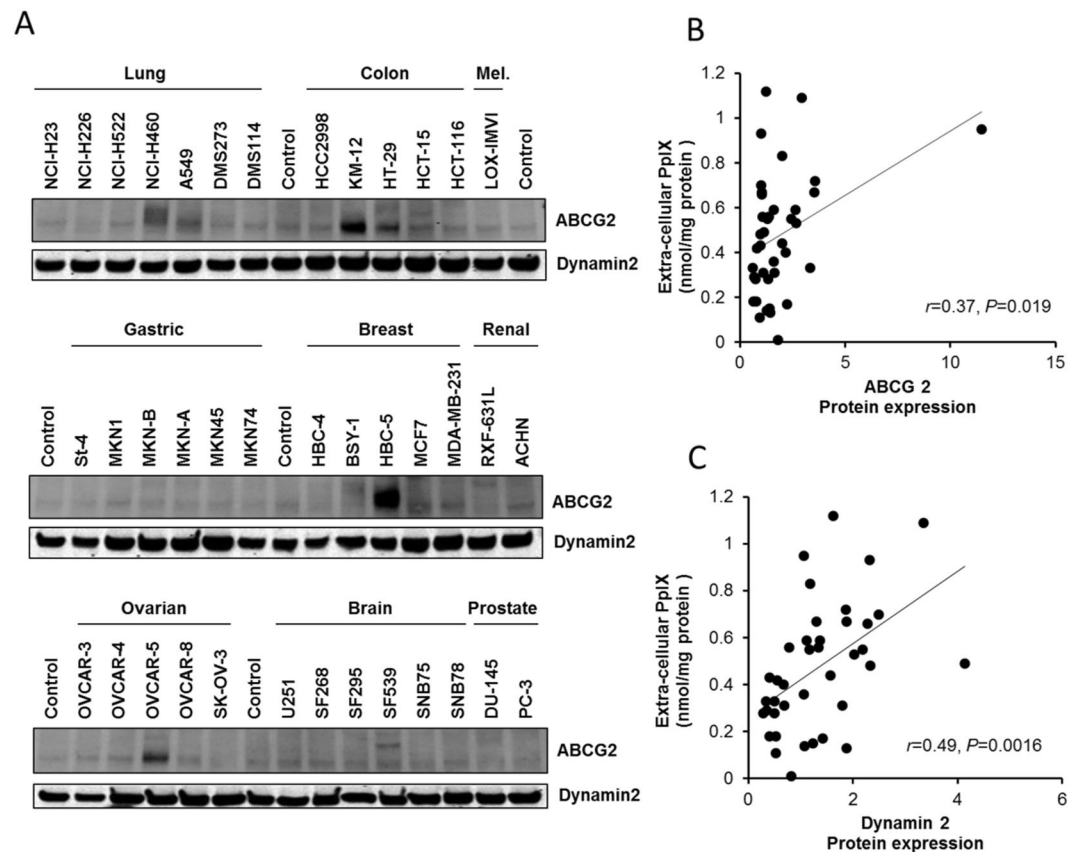 A
Lung Colon Mel.
NCI-H23 NCI-H226 NCI-H522 NCI-H460 A549 DMS273 DMS114 Control HCC2998 KM-12 HT-29 HCT-15 HCT-116 LOX-IMVI Control
ABCG2
Dynamin2
Gastric Breast Renal
Control St-4 MKN1 MKN-B MKN-A MKN45 MKN74 Control HBC-4 BSY-1 HBC-5 MCF7 MDA-MB-231 RXF-631L ACHN
ABCG2
Dynamin2
Ovarian Brain Prostate
Control OVCAR-3 OVCAR-4 OVCAR-5 OVCAR-8 SK-OV-3 Control U251 SF268 SF295 SF539 SNB75 SNB78 DU-145 PC-3
ABCG2
Dynamin2
B
Extra-cellular PpIX
(nmol/mg protein )
1.2
1
0.8
0.6
0.4
0.2
0
r=0.37, P=0.019
0 5 10 15
ABCG 2
Protein expression
C
Extra-cellular PpIX
(nmol/mg protein )
1.2
1
0.8
0.6
0.4
0.2
0
r=0.49, P=0.0016
0 2 4 6
Dynamin 2
Protein expression